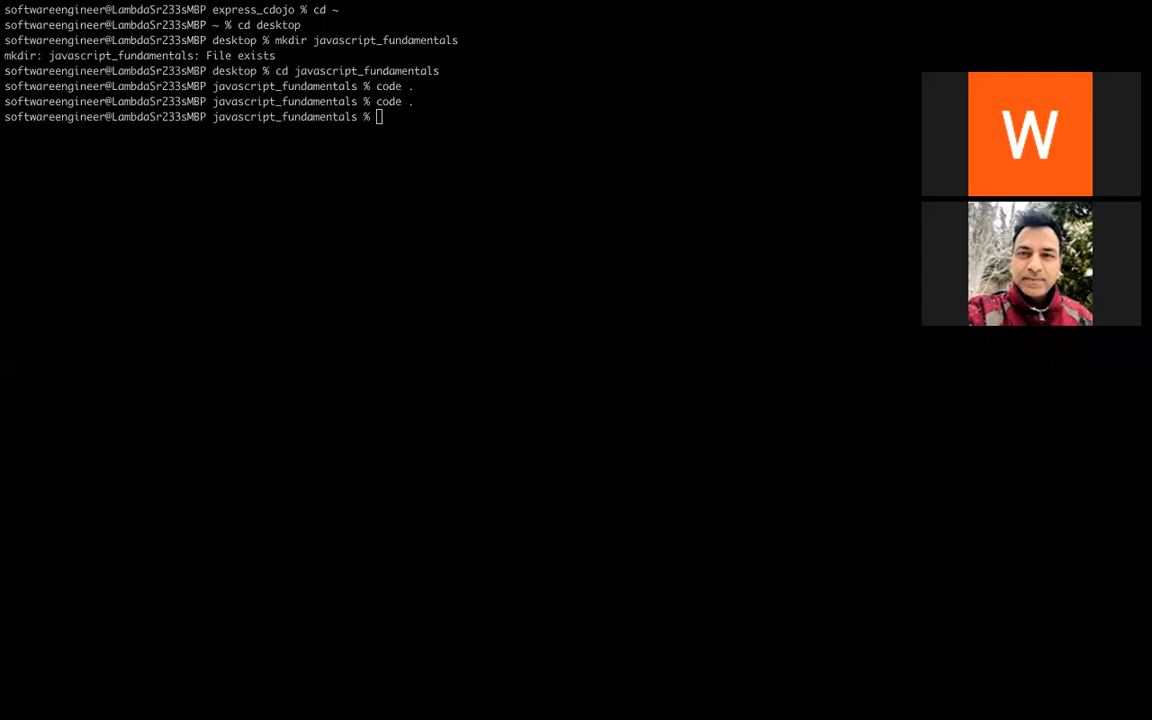 softwareengineer@LambdaSr233sMBP express_cdojo % cd ~
softwareengineer@LambdaSr233sMBP ~ % cd desktop
softwareengineer@LambdaSr233sMBP desktop % mkdir javascript_fundamentals
mkdir: javascript_fundamentals: File exists
softwareengineer@LambdaSr233sMBP desktop % cd javascript_fundamentals
softwareengineer@LambdaSr233sMBP javascript_fundamentals % code .
softwareengineer@LambdaSr233sMBP javascript_fundamentals % code .
softwareengineer@LambdaSr233sMBP javascript_fundamentals %
W